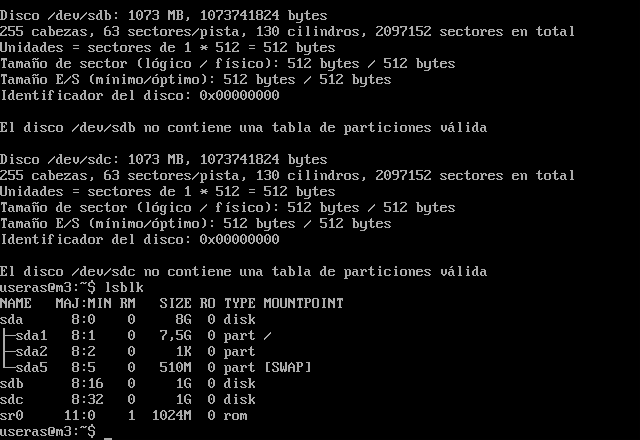 Disco /dev/sdb: 1073 MB, 1073741824 bytes
255 cabezas, 63 sectores/pista, 130 cilindros, 2097152 sectores en total
Unidades = sectores de 1 * 512 = 512 bytes
Tamaño de sector (lógico / físico): 512 bytes / 512 bytes
Tamaño E/S (mínimo/óptimo): 512 bytes / 512 bytes
Identificador del disco: 0x00000000
El disco /dev/sdb no contiene una tabla de particiones válida
Disco /dev/sdc: 1073 MB, 1073741824 bytes
255 cabezas, 63 sectores/pista, 130 cilindros, 2097152 sectores en total
Unidades = sectores de 1 * 512 = 512 bytes
Tamaño de sector (lógico / físico): 512 bytes / 512 bytes
Tamaño E/S (mínimo/óptimo): 512 bytes / 512 bytes
Identificador del disco: 0x00000000
El disco /dev/sdc no contiene una tabla de particiones válida
useras@m3:~$ lsblk
NAME   MAJ:MIN RM   SIZE RO TYPE MOUNTPOINT
sda      8:0    0     8G  0 disk
├─sda1   8:1    0   7,5G  0 part /
├─sda2   8:2    0     1K  0 part
└─sda5   8:5    0   510M  0 part [SWAP]
sdb      8:16   0     1G  0 disk
sdc      8:32   0     1G  0 disk
sr0     11:0    1  1024M  0 rom
useras@m3:~$ _